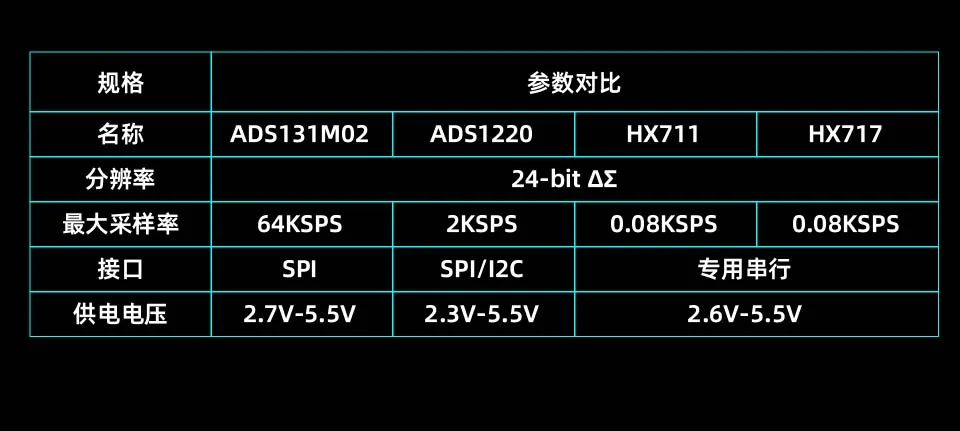 规格 参数对比
名称 ADS131M02 ADS1220 HX711 HX717
分辨率 24-bit ΔΣ
最大采样率 64KSPS 2KSPS 0.08KSPS 0.08KSPS
接口 SPI SPI/I2C 专用串行
供电电压 2.7V-5.5V 2.3V-5.5V 2.6V-5.5V